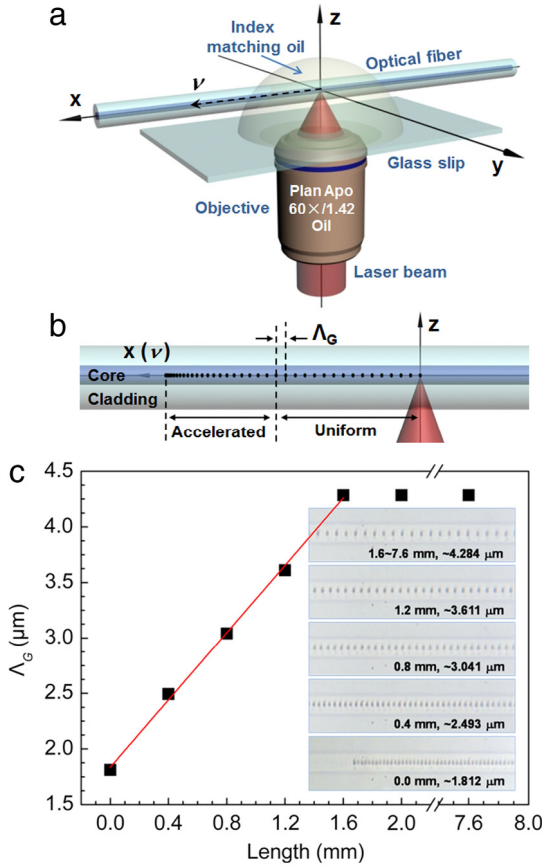 a
z
Index
matching oil
Optical fiber
ν
x
y
Glass slip
Objective
Plan Apo
60×/1.42
Oil
Laser beam
b
z
Λ_G
x (ν)
Core
Cladding
Accelerated
Uniform
c
4.5
4.0
3.5
3.0
2.5
2.0
1.5
Λ_G (μm)
1.6~7.6 mm, ~4.284 μm
1.2 mm, ~3.611 μm
0.8 mm, ~3.041 μm
0.4 mm, ~2.493 μm
0.0 mm, ~1.812 μm
0.0 0.4 0.8 1.2 1.6 2.0 7.6 8.0
Length (mm)